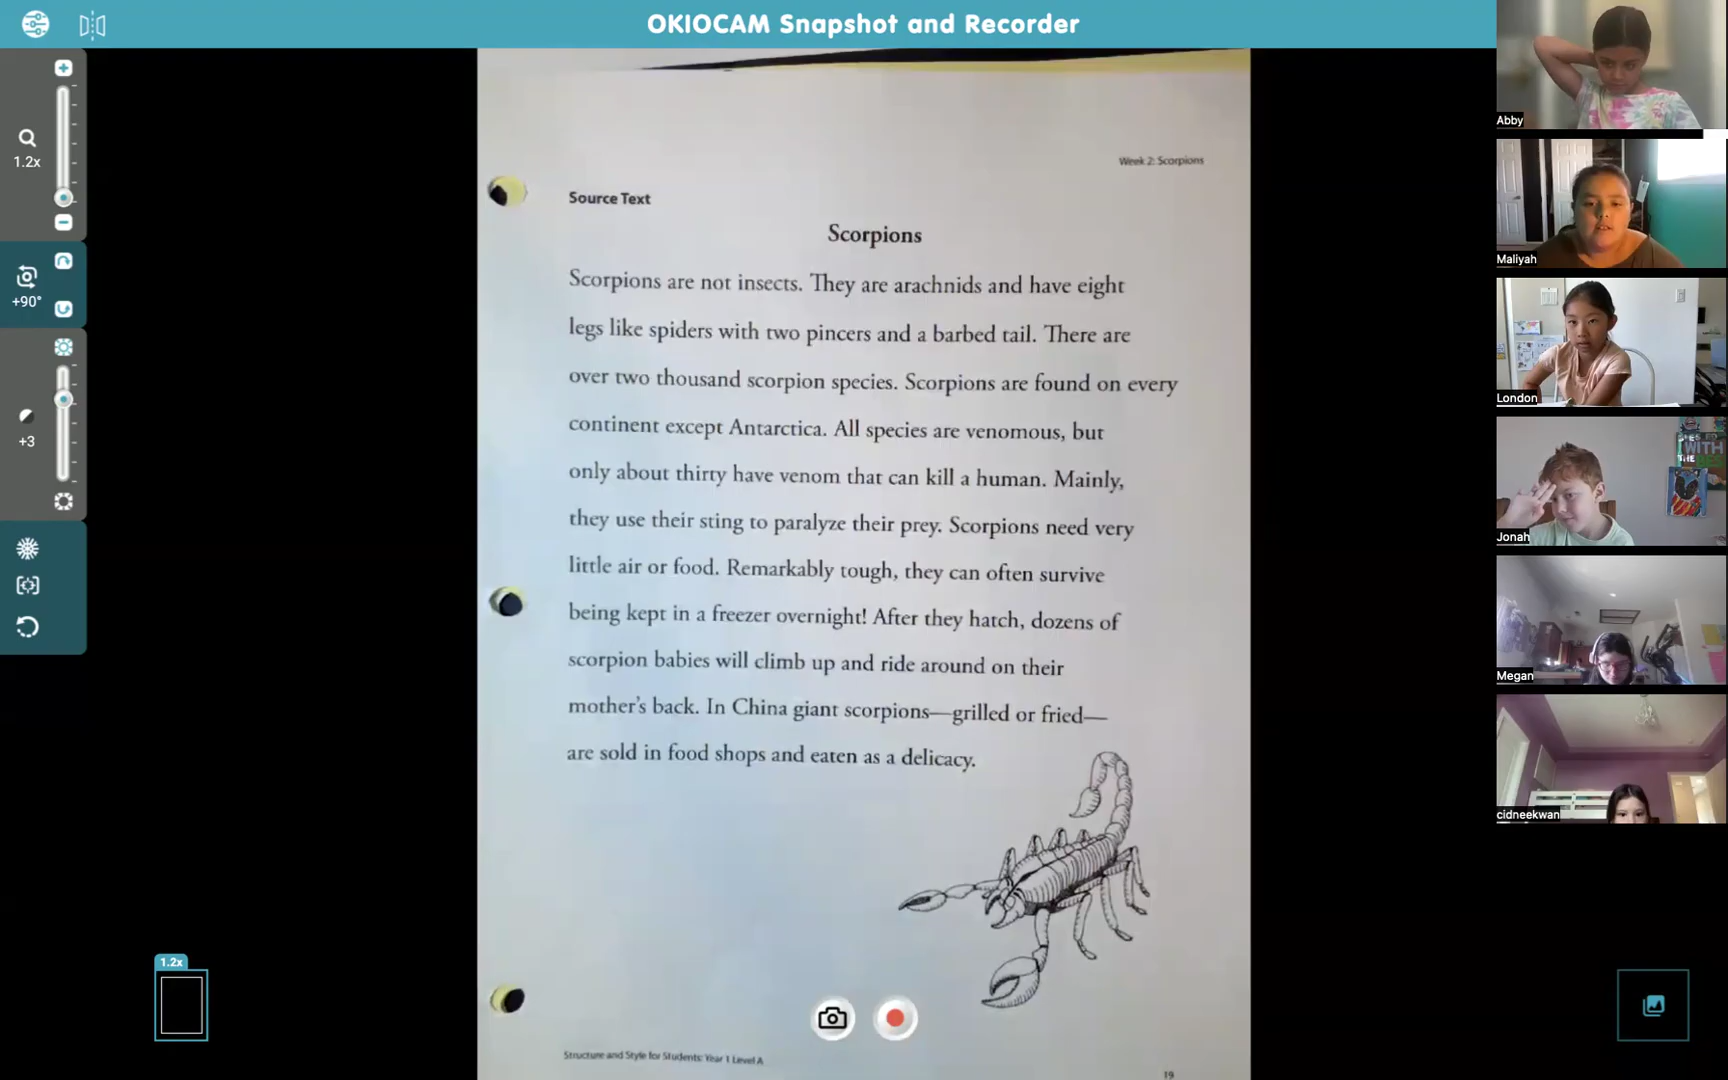 OKIOCAM Snapshot and Recorder
1.2x
+90°
+3
1.2x
Week 2: Scorpions
Source Text
Scorpions
Scorpions are not insects. They are arachnids and have eight
legs like spiders with two pincers and a barbed tail. There are
over two thousand scorpion species. Scorpions are found on every
continent except Antarctica. All species are venomous, but
only about thirty have venom that can kill a human. Mainly,
they use their sting to paralyze their prey. Scorpions need very
little air or food. Remarkably tough, they can often survive
being kept in a freezer overnight! After they hatch, dozens of
scorpion babies will climb up and ride around on their
mother's back. In China giant scorpions—grilled or fried—
are sold in food shops and eaten as a delicacy.
Structure and Style for Students: Year 1 Level A
19
Abby
Maliyah
London
WITH
THE
Jonah
Megan
cidneekwan